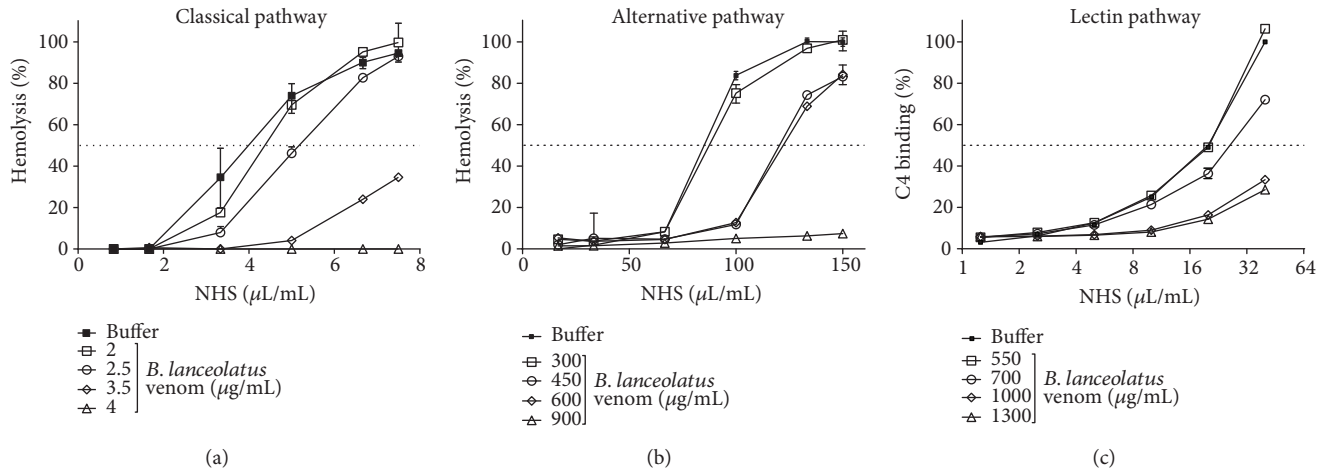 Classical pathway
100
80
60
40
20
0
Hemolysis (%)
0 2 4 6 8
NHS (μL/mL)
Buffer
2
2.5
3.5
4
B. lanceolatus
venom (μg/mL)
(a)
Alternative pathway
100
80
60
40
20
0
Hemolysis (%)
0 50 100 150
NHS (μL/mL)
Buffer
300
450
600
900
B. lanceolatus
venom (μg/mL)
(b)
Lectin pathway
100
80
60
40
20
0
C4 binding (%)
1 2 4 8 16 32 64
NHS (μL/mL)
Buffer
550
700
1000
1300
B. lanceolatus
venom (μg/mL)
(c)